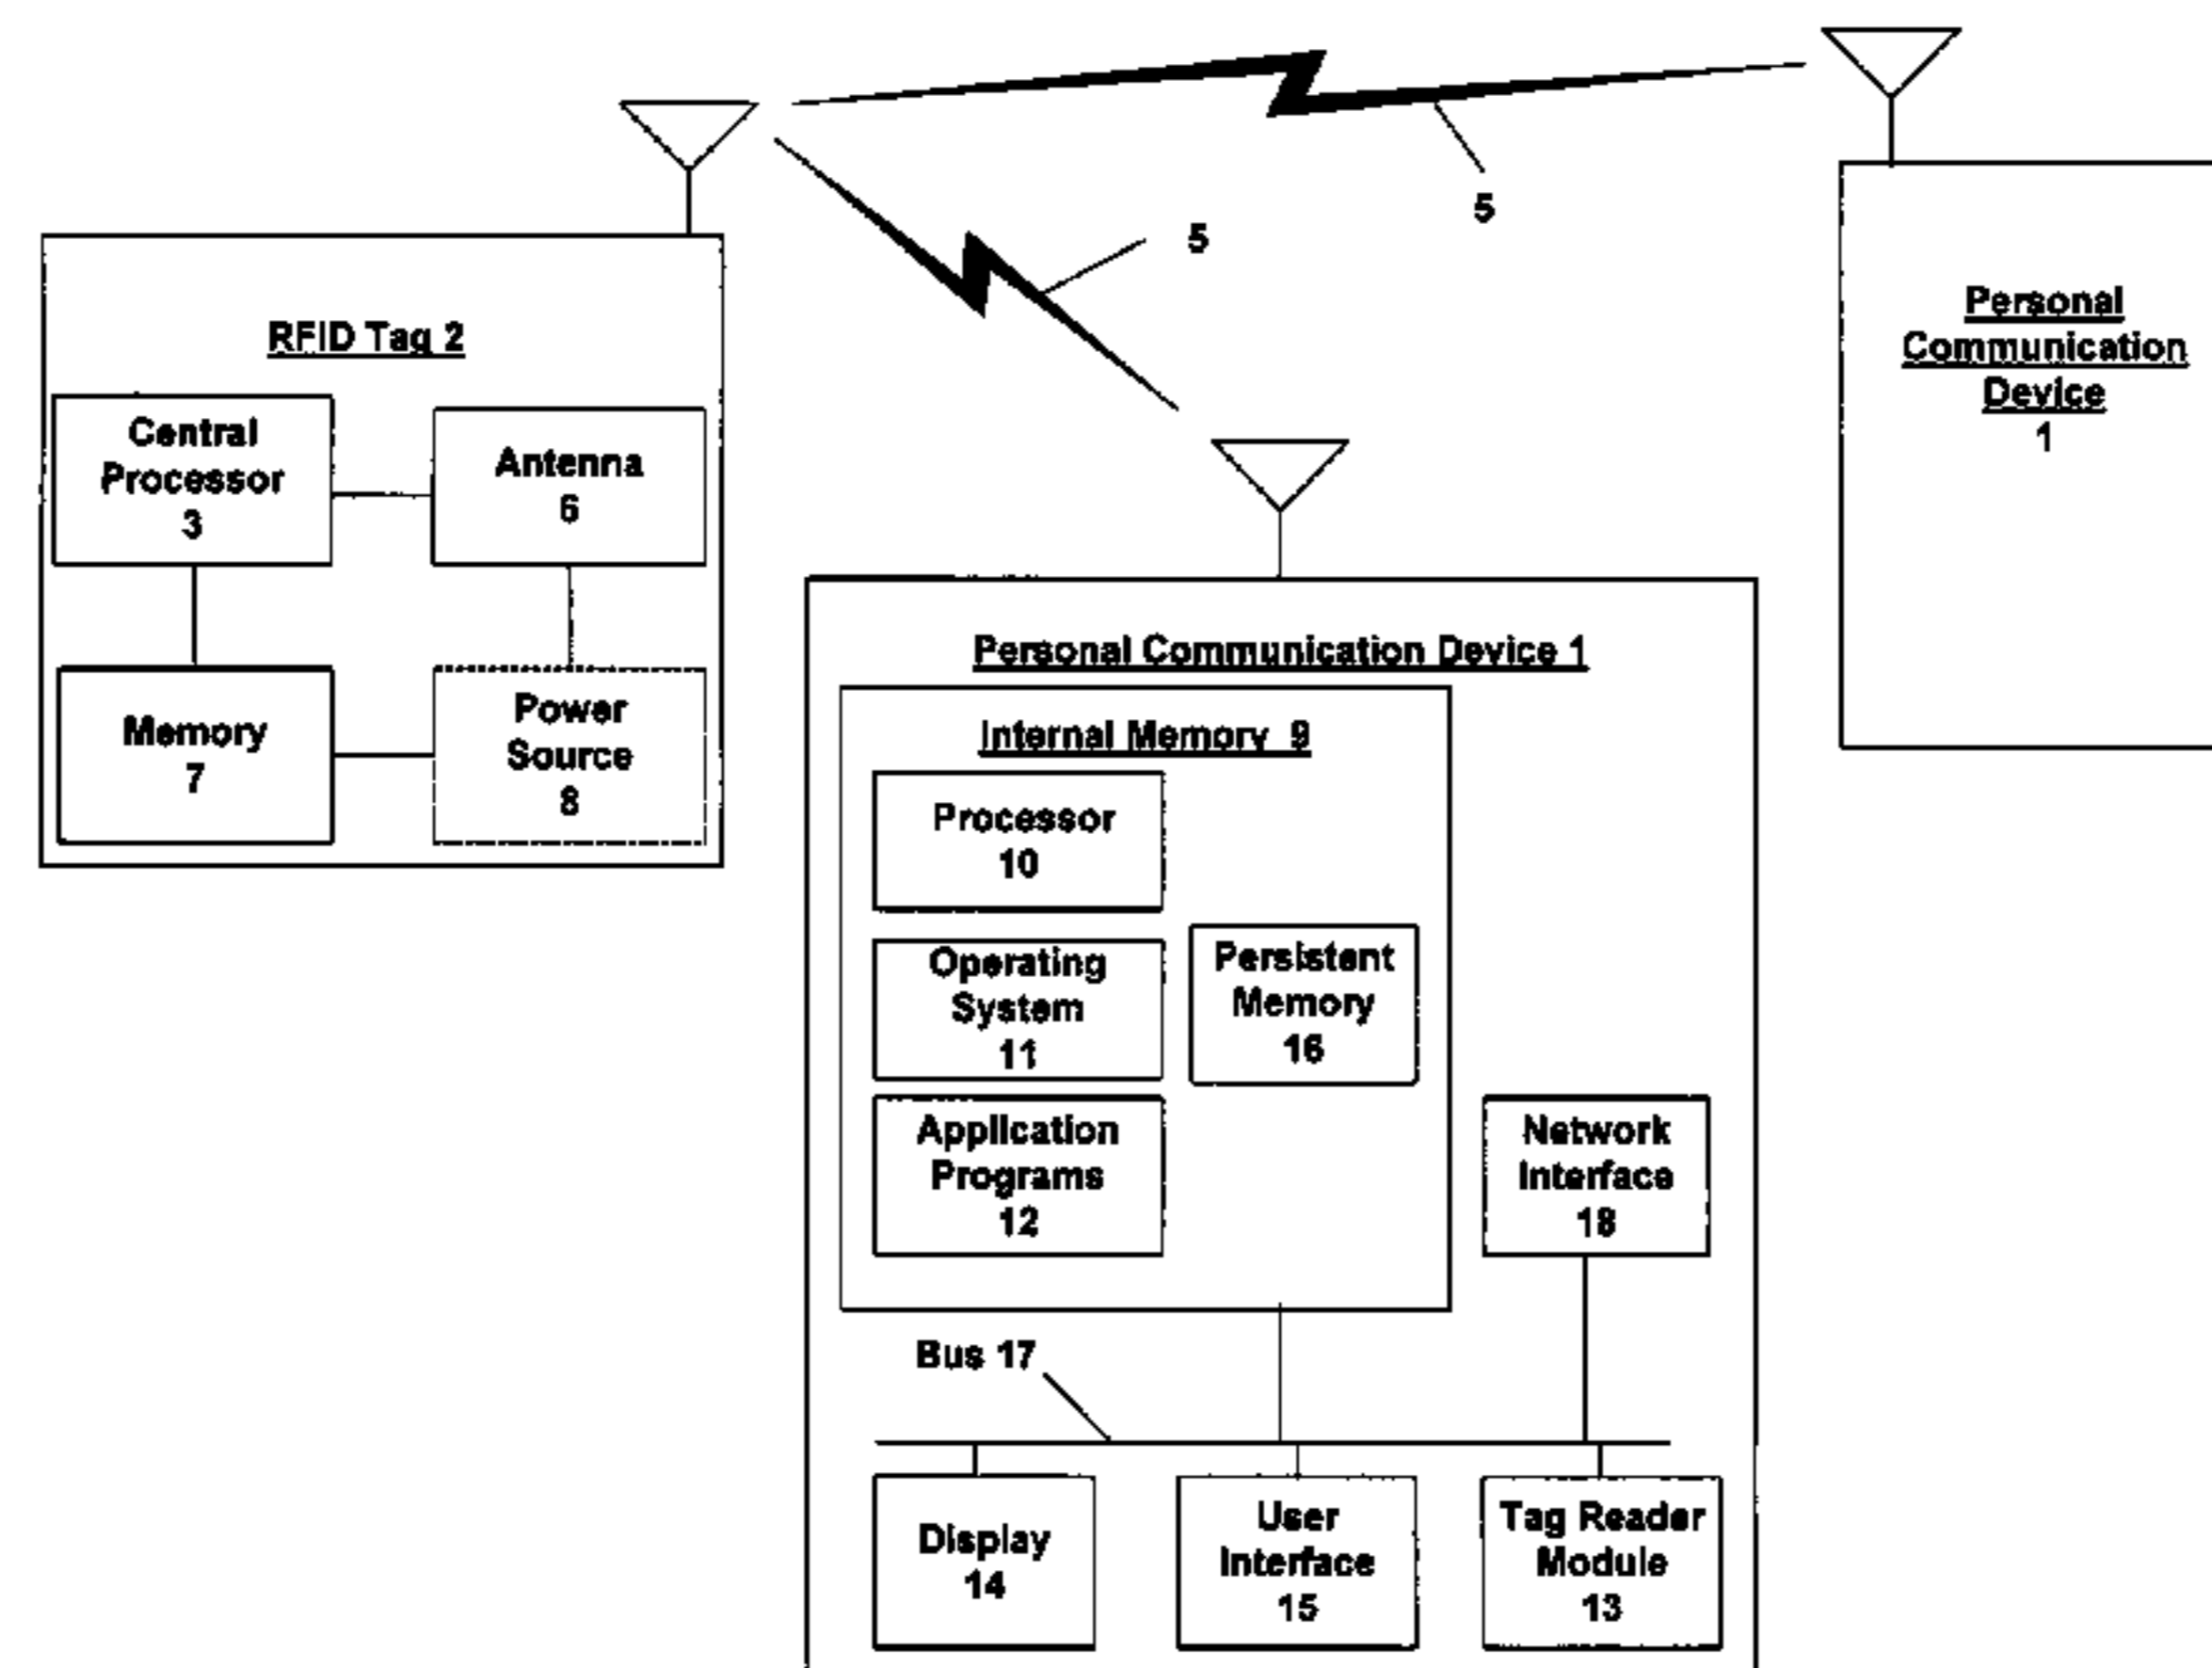 5
5
RFID Tag 2
Central
Processor
3
Antenna
6
Memory
7
Power
Source
8
Personal
Communication
Device
1
Personal Communication Device 1
Internal Memory 9
Processor
10
Operating
System
11
Persistent
Memory
16
Application
Programs
12
Network
Interface
18
Bus 17
Display
14
User
Interface
15
Tag Reader
Module
13